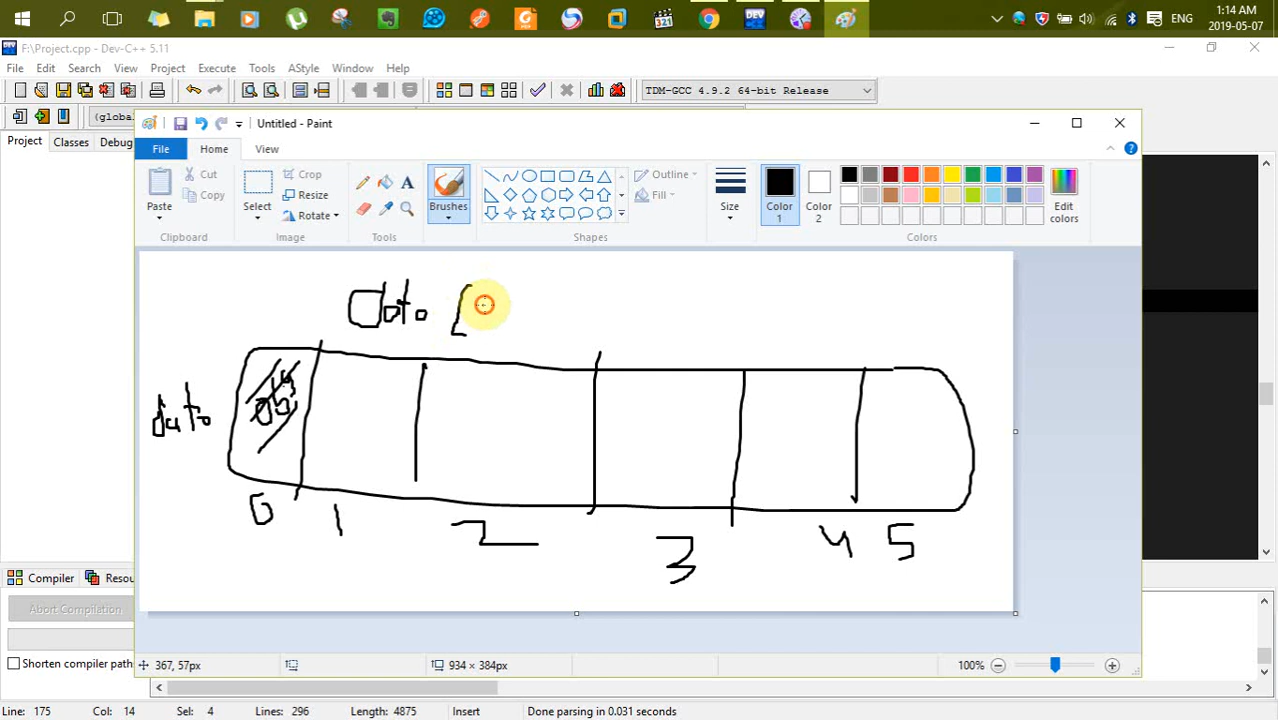 ENG
1:14 AM
2019-05-07
F:\Project.cpp - Dev-C++ 5.11
File Edit Search View Project Execute Tools AStyle Window Help
TDM-GCC 4.9.2 64-bit Release
(globa
Project Classes Debug
Untitled - Paint
File Home View
Paste
Clipboard
Select
Crop
Resize
Rotate
Image
Tools
Brushes
Shapes
Outline
Fill
Size
Color 1
Color 2
Edit colors
Colors
data [
data
0 1 2 3 4 5
367, 57px
934 × 384px
100%
Compiler Resou
Abort Compilation
Shorten compiler path
Line: 175 Col: 14 Sel: 4 Lines: 296 Length: 4875 Insert Done parsing in 0.031 seconds
Cut
Copy
321
DEV